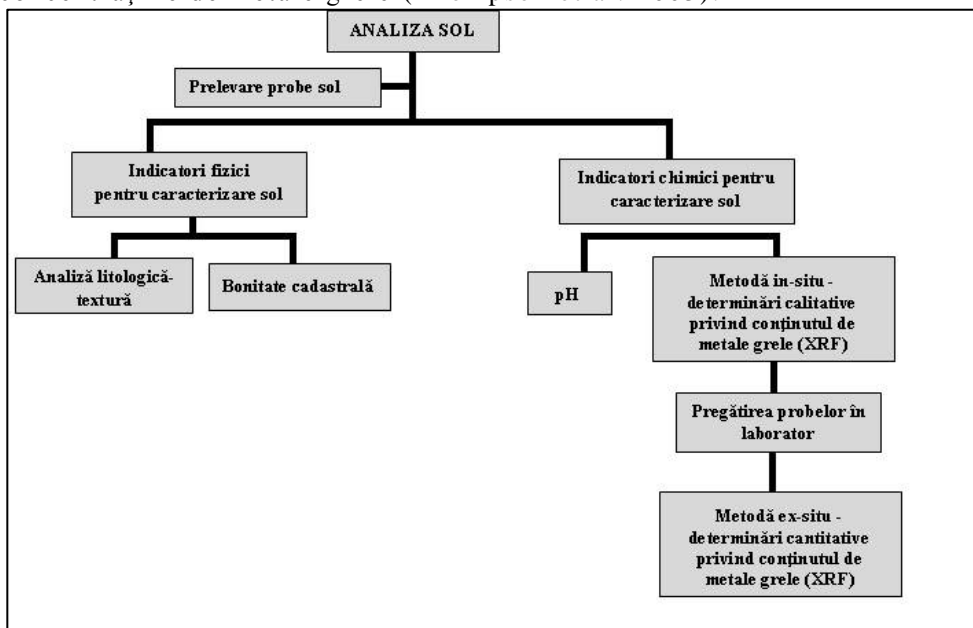 ANALIZA SOL
Prelevare probe sol
Indicatori fizici
pentru caracterizare sol
Indicatori chimici pentru
caracterizare sol
Analiză litologică-
textură
Bonitate cadastrală
pH
Metodă in-situ -
determinări calitative
privind conţinutul de
metale grele (XRF)
Pregătirea probelor în
laborator
Metodă ex-situ -
determinări cantitative
privind conţinutul de
metale grele (XRF)